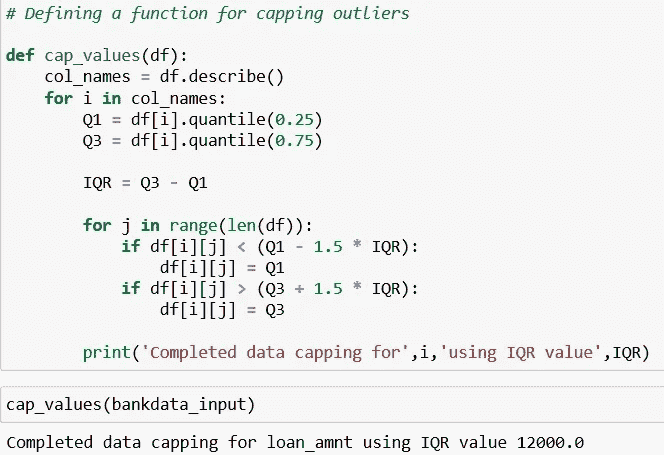 # Defining a function for capping outliers
def cap_values(df):
    col_names = df.describe()
    for i in col_names:
        Q1 = df[i].quantile(0.25)
        Q3 = df[i].quantile(0.75)
        IQR = Q3 - Q1
        for j in range(len(df)):
            if df[i][j] < (Q1 - 1.5 * IQR):
                df[i][j] = Q1
            if df[i][j] > (Q3 + 1.5 * IQR):
                df[i][j] = Q3
        print('Completed data capping for',i,'using IQR value',IQR)
cap_values(bankdata_input)
Completed data capping for loan_amnt using IQR value 12000.0